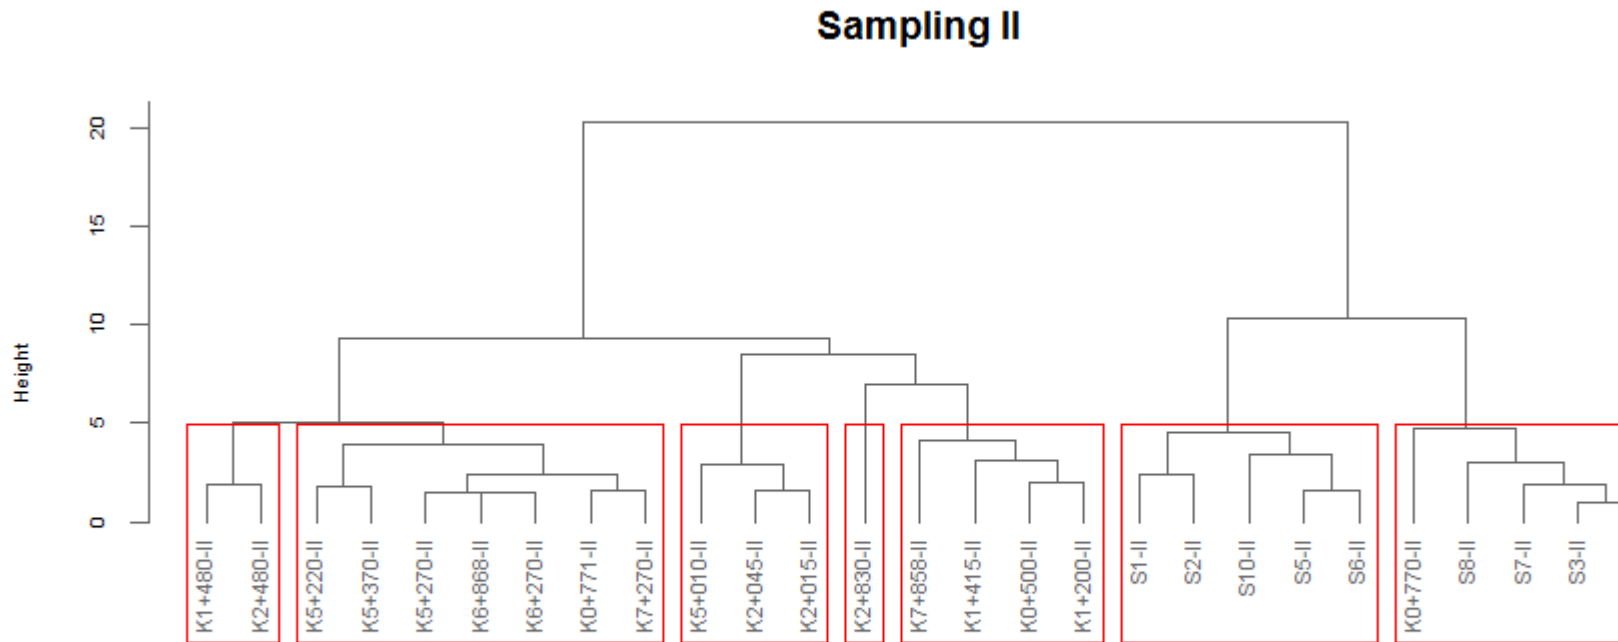 Sampling II
Height
20
15
10
5
0
K1+480-II
K2+480-II
K5+220-II
K5+370-II
K5+270-II
K6+868-II
K6+270-II
K0+771-II
K7+270-II
K5+010-II
K2+045-II
K2+015-II
K2+830-II
K7+858-II
K1+415-II
K0+500-II
K1+200-II
S1-II
S2-II
S10-II
S5-II
S6-II
K0+770-II
S8-II
S7-II
S3-II